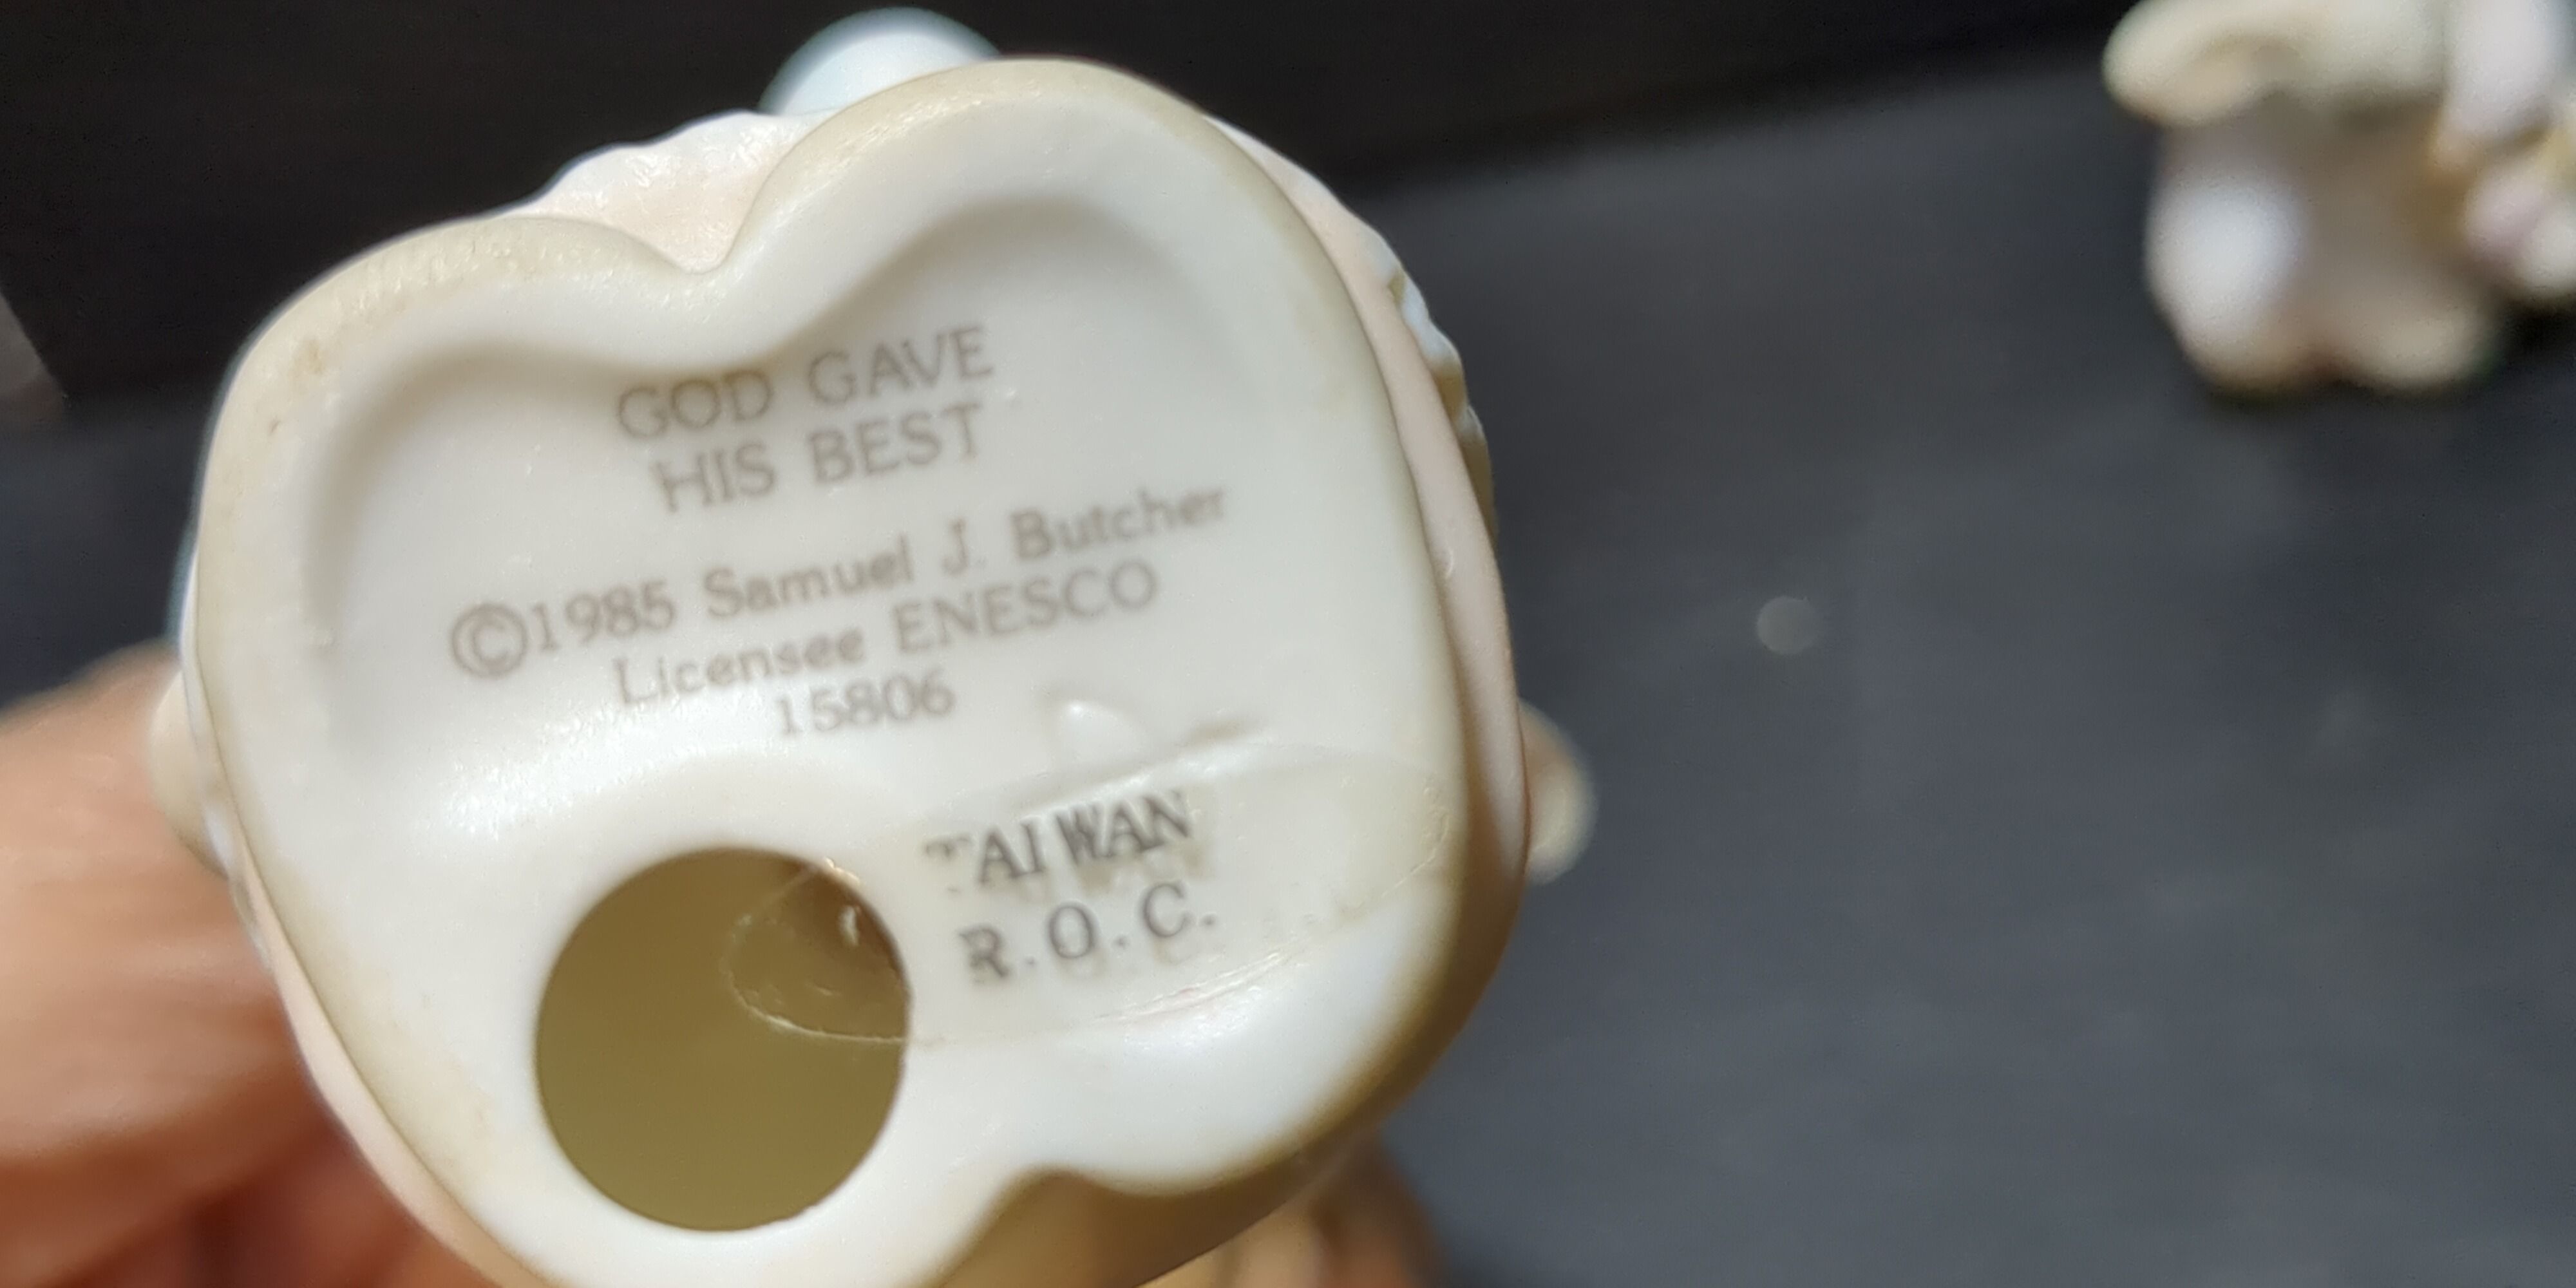 GOD GAVE
HIS BEST
©1985 Samuel J. Butcher
Licensee ENESCO
15806
TAIWAN
R.O.C.